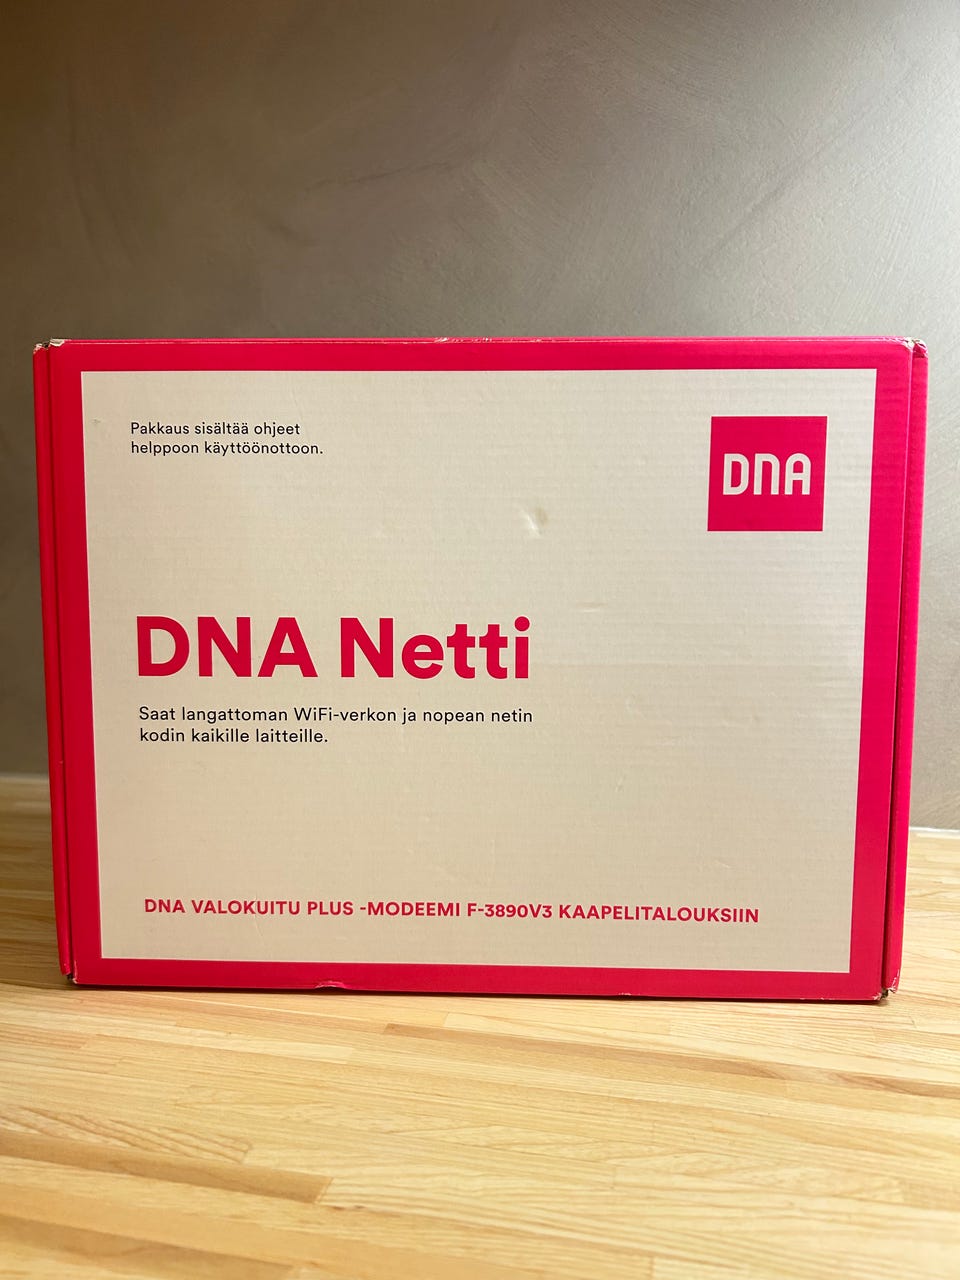 Pakkaus sisältää ohjeet
helppoon käyttöönottoon.
DNA
DNA Netti
Saat langattoman WiFi-verkon ja nopean netin
kodin kaikille laitteille.
DNA VALOKUITU PLUS -MODEEMI F-3890V3 KAAPELITALOUKSIIN